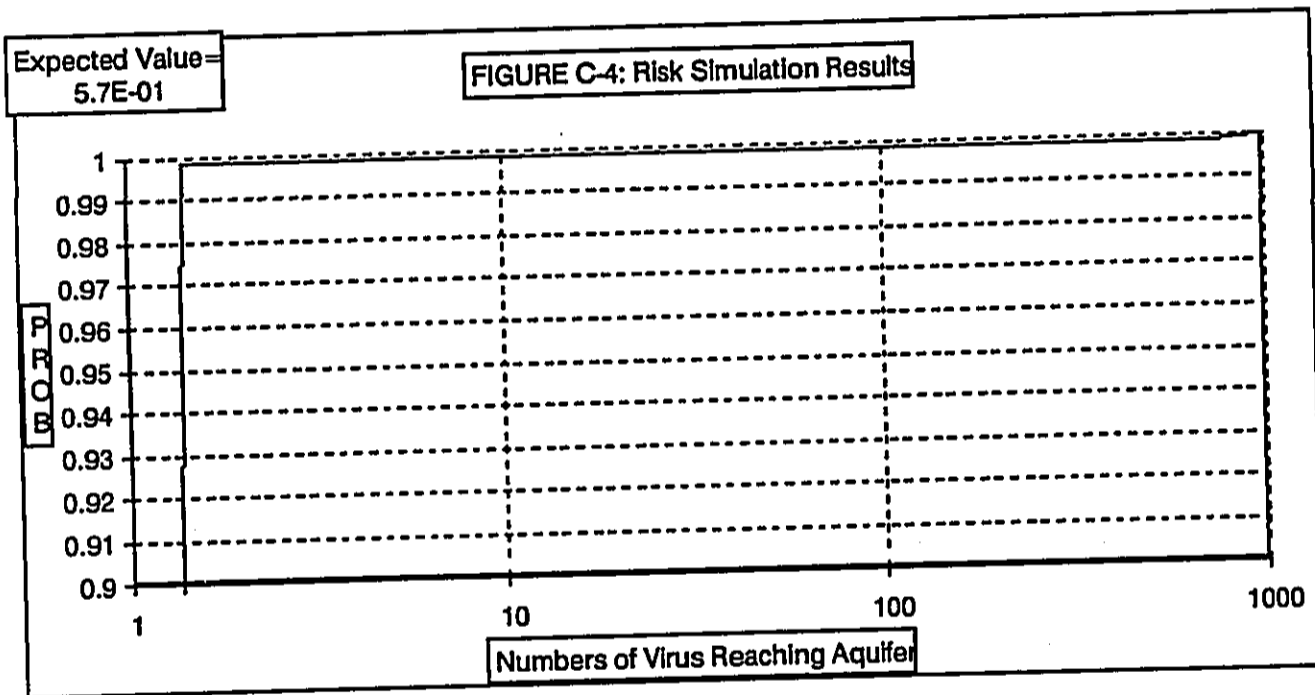 Expected Value=
5.7E-01
FIGURE C-4: Risk Simulation Results
1
0.99
0.98
0.97
0.96
0.95
0.94
0.93
0.92
0.91
0.9
PROB
1 10 100 1000
Numbers of Virus Reaching Aquifer